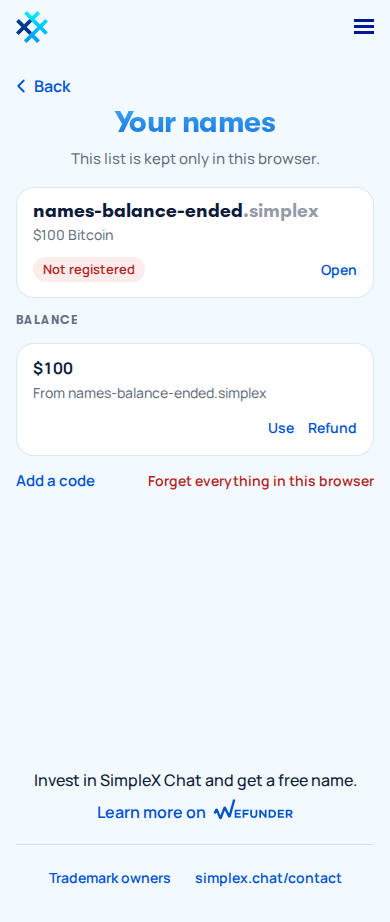 Back
Your names
This list is kept only in this browser.
names-balance-ended.simplex
$100 Bitcoin
Not registered
Open
BALANCE
$100
From names-balance-ended.simplex
Use Refund
Add a code
Forget everything in this browser
Invest in SimpleX Chat and get a free name.
Learn more on WEFUNDER
Trademark owners
simplex.chat/contact